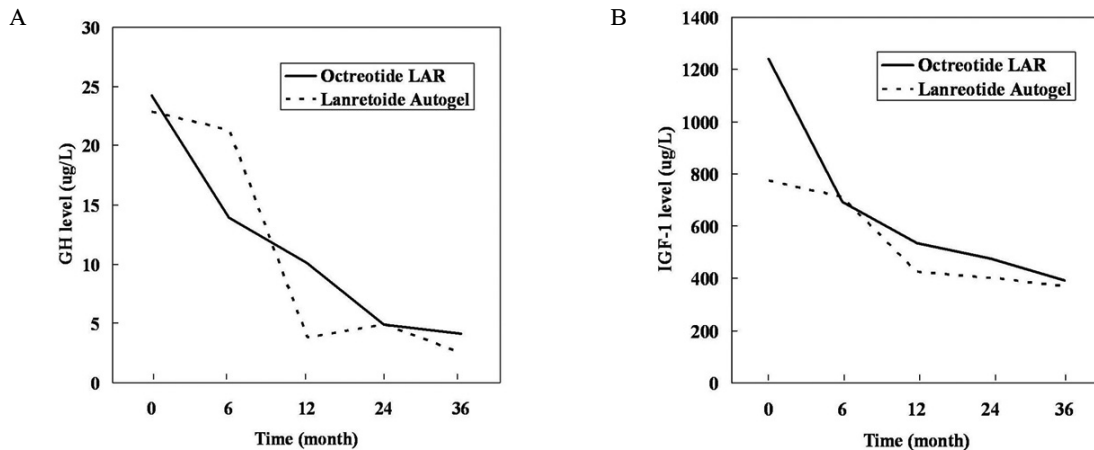 A
GH level (ug/L)
30
25
20
15
10
5
0
Octreotide LAR
Lanretoide Autogel
0 6 12 24 36
Time (month)
B
IGF-1 level (ug/L)
1400
1200
1000
800
600
400
200
0
Octreotide LAR
Lanreotide Autogel
0 6 12 24 36
Time (month)